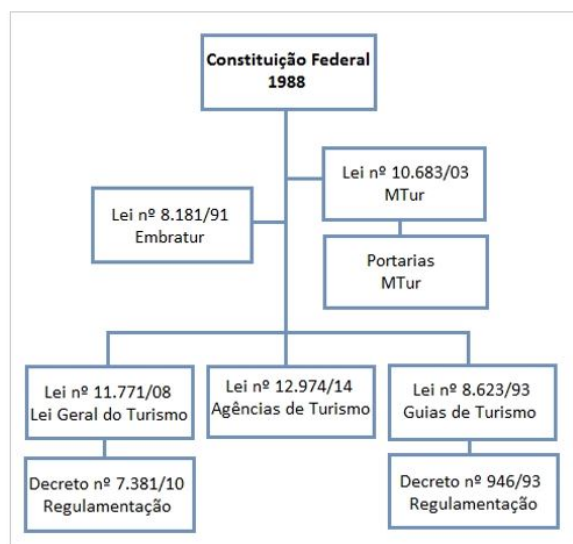 Constituição Federal
1988
Lei nº 10.683/03
MTur
Lei nº 8.181/91
Embratur
Portarias
MTur
Lei nº 11.771/08
Lei Geral do Turismo
Lei nº 12.974/14
Agências de Turismo
Lei nº 8.623/93
Guias de Turismo
Decreto nº 7.381/10
Regulamentação
Decreto nº 946/93
Regulamentação